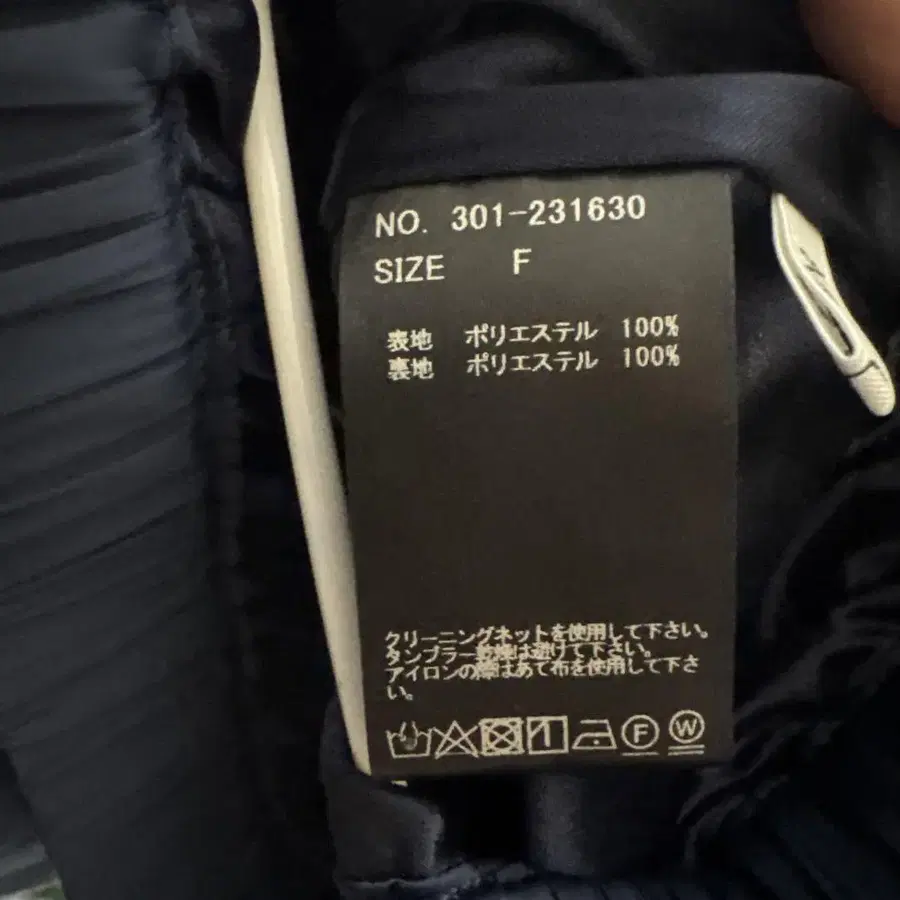 NO. 301-231630
SIZE F
表地 ポリエステル 100%
裏地 ポリエステル 100%
クリーニングネットを使用して下さい。
タンブラー乾燥は避けて下さい。
アイロンの際はあて布を使用して下さ
い。
F W